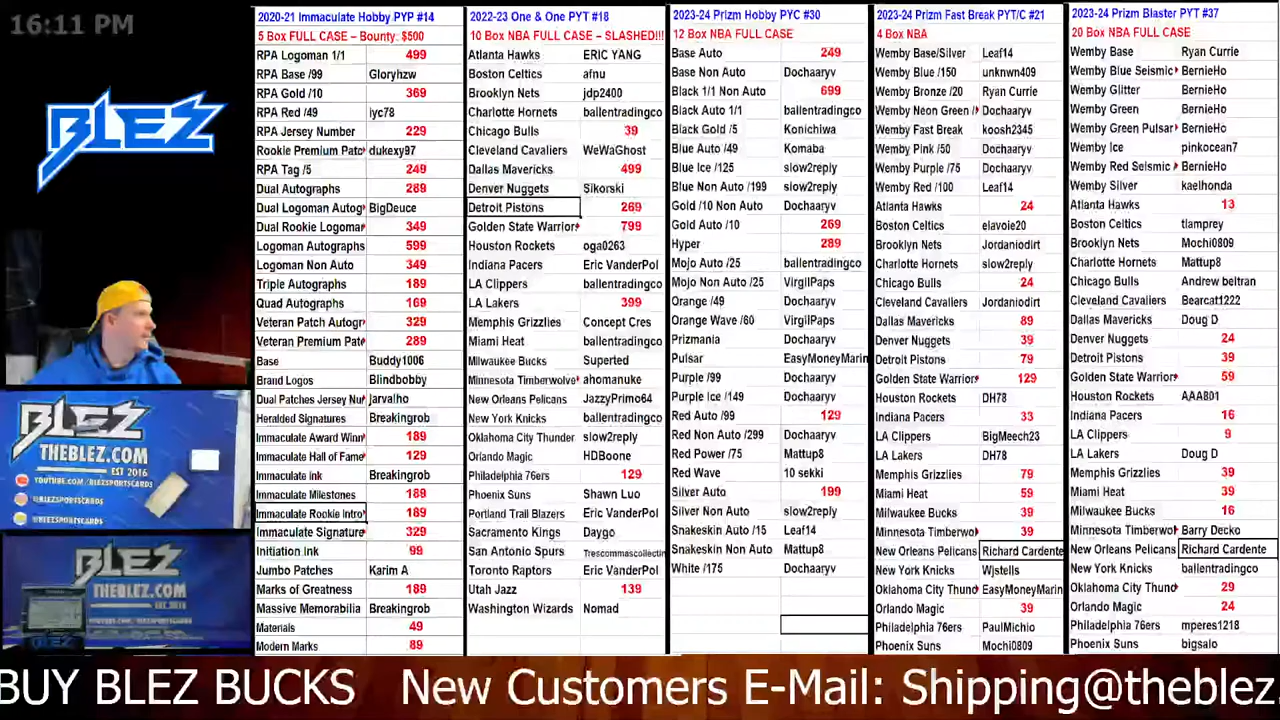 16:11 PM
BLEZ
BLEZ
THEBLEZ.COM
EST 2016
YOUTUBE.COM/BLEZSPORTSCARDS
@BLEZSPORTSCARDS
@BLEZSPORTSCARDS
BLEZ
THEBLEZ.COM
2020-21 Immaculate Hobby PYP #14
5 Box FULL CASE – Bounty: $500
RPA Logoman 1/1 499
RPA Base /99 Gloryhzw
RPA Gold /10 369
RPA Red /49 iyc78
RPA Jersey Number 229
Rookie Premium Patc dukexy97
RPA Tag /5 249
Dual Autographs 289
Dual Logoman Autog BigDeuce
Dual Rookie Logoma 349
Logoman Autographs 599
Logoman Non Auto 349
Triple Autographs 189
Quad Autographs 169
Veteran Patch Autogr 329
Veteran Premium Pat 289
Base Buddy1006
Brand Logos Blindbobby
Dual Patches Jersey Nu jarvalho
Heralded Signatures Breakingrob
Immaculate Award Winn 189
Immaculate Hall of Fame 129
Immaculate Ink Breakingrob
Immaculate Milestones 189
Immaculate Rookie Intro 189
Immaculate Signature 329
Initiation Ink 99
Jumbo Patches Karim A
Marks of Greatness 189
Massive Memorabilia Breakingrob
Materials 49
Modern Marks 89
2022-23 One & One PYT #18
10 Box NBA FULL CASE – SLASHED!!!
Atlanta Hawks ERIC YANG
Boston Celtics afnu
Brooklyn Nets jdp2400
Charlotte Hornets ballentradingco
Chicago Bulls 39
Cleveland Cavaliers WeWaGhost
Dallas Mavericks 499
Denver Nuggets Sikorski
Detroit Pistons 269
Golden State Warrior 799
Houston Rockets oga0263
Indiana Pacers Eric VanderPol
LA Clippers ballentradingc
LA Lakers 399
Memphis Grizzlies Concept Cres
Miami Heat ballentradingc
Milwaukee Bucks Superted
Minnesota Timberwolve ahomanuke
New Orleans Pelicans JazzyPrimo64
New York Knicks ballentradingc
Oklahoma City Thunder slow2reply
Orlando Magic HDBoone
Philadelphia 76ers 129
Phoenix Suns Shawn Luo
Portland Trail Blazers Eric VanderPol
Sacramento Kings Daygo
San Antonio Spurs Trescommascollectin
Toronto Raptors Eric VanderPol
Utah Jazz 139
Washington Wizards Nomad
2023-24 Prizm Hobby PYC #30
12 Box NBA FULL CASE
Base Auto 249
Base Non Auto Dochaaryv
Black 1/1 Non Auto 699
Black Auto 1/1 ballentradingco
Black Gold /5 Konichiwa
Blue Auto /49 Komaba
Blue Ice /125 slow2reply
Blue Non Auto /199 slow2reply
Gold /10 Non Auto Dochaaryv
Gold Auto /10 269
Hyper 289
Mojo Auto /25 ballentradingco
Mojo Non Auto /25 VirgilPaps
Orange /49 Dochaaryv
Orange Wave /60 VirgilPaps
Prizmania Dochaaryv
Pulsar EasyMoneyMarin
Purple /99 Dochaaryv
Purple Ice /149 Dochaaryv
Red Auto /99 129
Red Non Auto /299 Dochaaryv
Red Power /75 Mattup8
Red Wave 10 sekki
Silver Auto 199
Silver Non Auto slow2reply
Snakeskin Auto /15 Leaf14
Snakeskin Non Auto Mattup8
White /175 Dochaaryv
2023-24 Prizm Fast Break PYT/C #21
4 Box NBA
Wemby Base/Silver Leaf14
Wemby Blue /150 unknwn409
Wemby Bronze /20 Ryan Currie
Wemby Neon Green / Dochaaryv
Wemby Fast Break koosh2345
Wemby Pink /50 Dochaaryv
Wemby Purple /75 Dochaaryv
Wemby Red /100 Leaf14
Atlanta Hawks 24
Boston Celtics elavoie20
Brooklyn Nets Jordaniodirt
Charlotte Hornets slow2reply
Chicago Bulls 24
Cleveland Cavaliers Jordaniodirt
Dallas Mavericks 89
Denver Nuggets 39
Detroit Pistons 79
Golden State Warrior 129
Houston Rockets DH78
Indiana Pacers 33
LA Clippers BigMeech23
LA Lakers DH78
Memphis Grizzlies 79
Miami Heat 59
Milwaukee Bucks 39
Minnesota Timberwo 39
New Orleans Pelicans Richard Cardente
New York Knicks Wjstells
Oklahoma City Thund EasyMoneyMarin
Orlando Magic 39
Philadelphia 76ers PaulMichio
Phoenix Suns Mochi0809
2023-24 Prizm Blaster PYT #37
20 Box NBA FULL CASE
Wemby Base Ryan Currie
Wemby Blue Seismic BernieHo
Wemby Glitter BernieHo
Wemby Green BernieHo
Wemby Green Pulsar BernieHo
Wemby Ice pinkocean7
Wemby Red Seismic BernieHo
Wemby Silver kaelhonda
Atlanta Hawks 13
Boston Celtics tlamprey
Brooklyn Nets Mochi0809
Charlotte Hornets Mattup8
Chicago Bulls Andrew beltran
Cleveland Cavaliers Bearcat1222
Dallas Mavericks Doug D
Denver Nuggets 24
Detroit Pistons 39
Golden State Warrior 59
Houston Rockets AAA801
Indiana Pacers 16
LA Clippers 9
LA Lakers Doug D
Memphis Grizzlies 39
Miami Heat 39
Milwaukee Bucks 16
Minnesota Timberwol Barry Decko
New Orleans Pelicans Richard Cardente
New York Knicks ballentradingco
Oklahoma City Thun 29
Orlando Magic 24
Philadelphia 76ers mperes1218
Phoenix Suns bigsalo
BUY BLEZ BUCKS New Customers E-Mail: Shipping@theblez